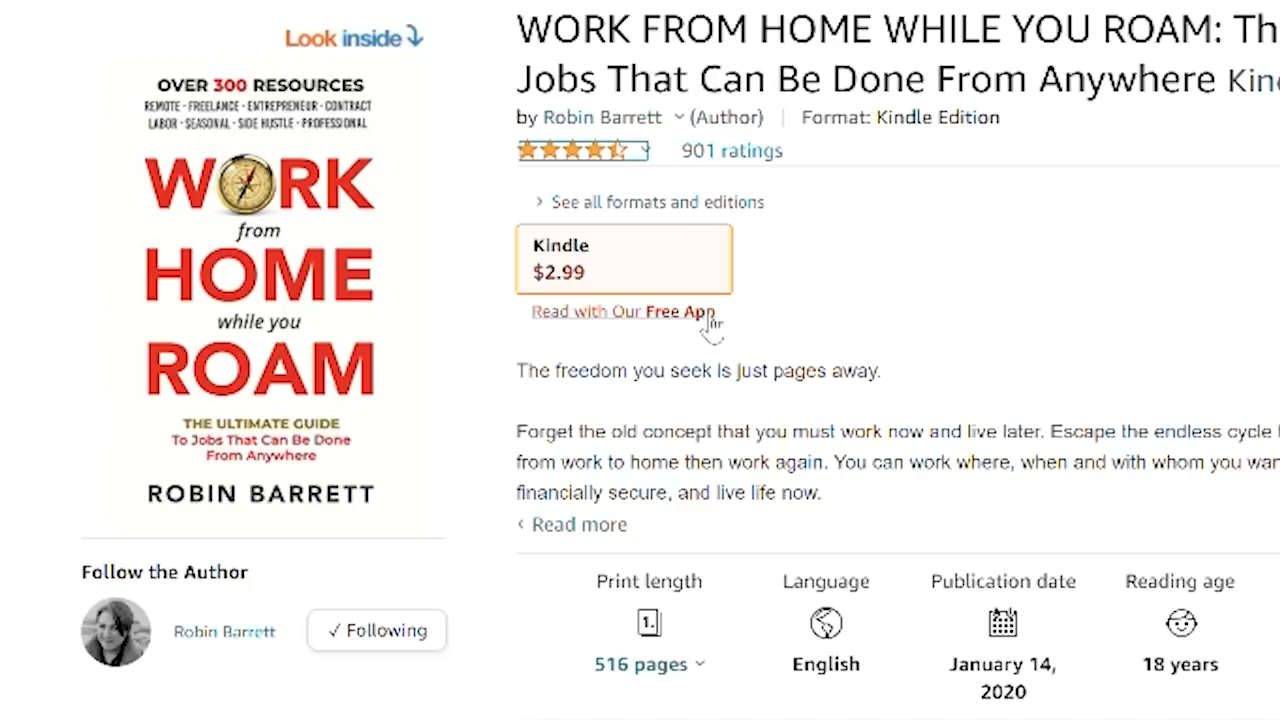 Look inside
OVER 300 RESOURCES
REMOTE - FREELANCE - ENTREPRENEUR - CONTRACT
LABOR - SEASONAL - SIDE HUSTLE - PROFESSIONAL
WORK
from
HOME
while you
ROAM
THE ULTIMATE GUIDE
To Jobs That Can Be Done
From Anywhere
ROBIN BARRETT
Follow the Author
Robin Barrett
✓ Following
WORK FROM HOME WHILE YOU ROAM: Th
Jobs That Can Be Done From Anywhere Kin
by Robin Barrett (Author) | Format: Kindle Edition
901 ratings
› See all formats and editions
Kindle
$2.99
Read with Our Free App
The freedom you seek is just pages away.
Forget the old concept that you must work now and live later. Escape the endless cycle
from work to home then work again. You can work where, when and with whom you wan
financially secure, and live life now.
‹ Read more
Print length
1.
516 pages
Language
English
Publication date
January 14,
2020
Reading age
18 years